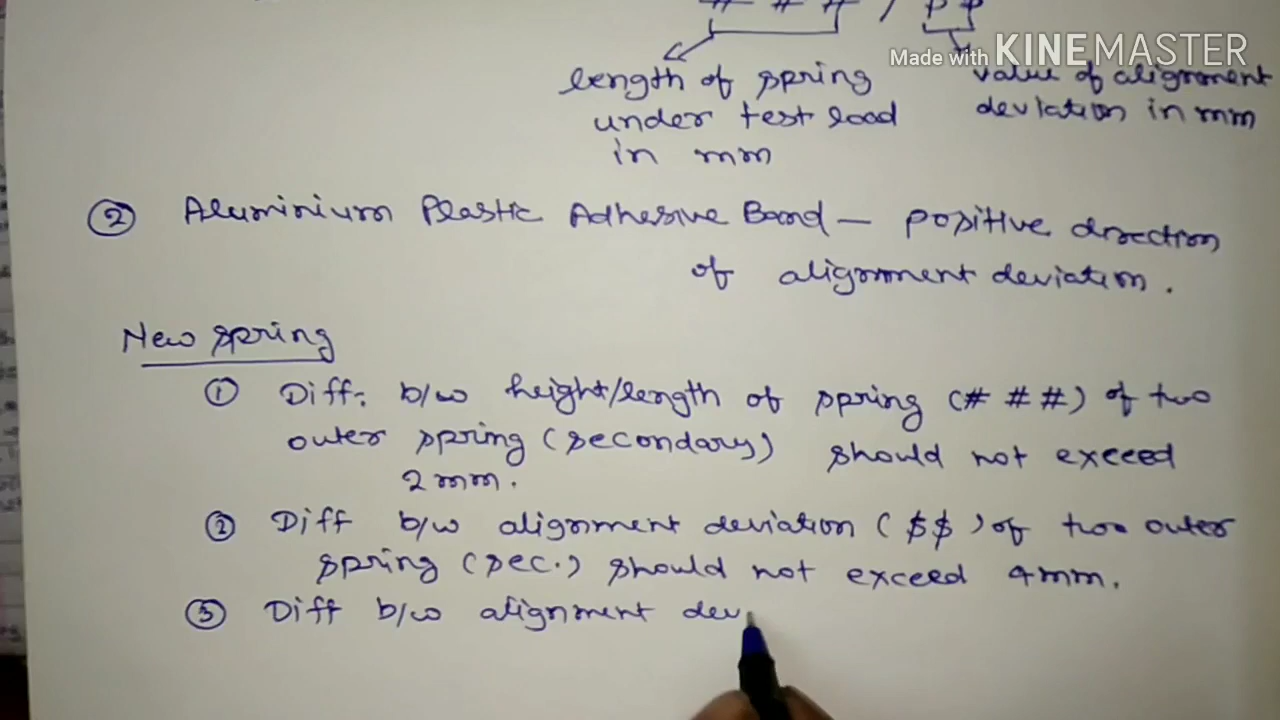 # # # / $ $
Made with KINEMASTER
length of spring
under test load
in mm
value of alignment
deviation in mm
② Aluminium Plastic Adhesive Band — positive direction
of alignment deviation.
New spring
① Diff. b/w height/length of spring (# # #) of two
outer spring (secondary) should not exceed
2 mm.
② Diff b/w alignment deviation ($$) of two outer
spring (sec.) should not exceed 4mm.
③ Diff b/w alignment dev